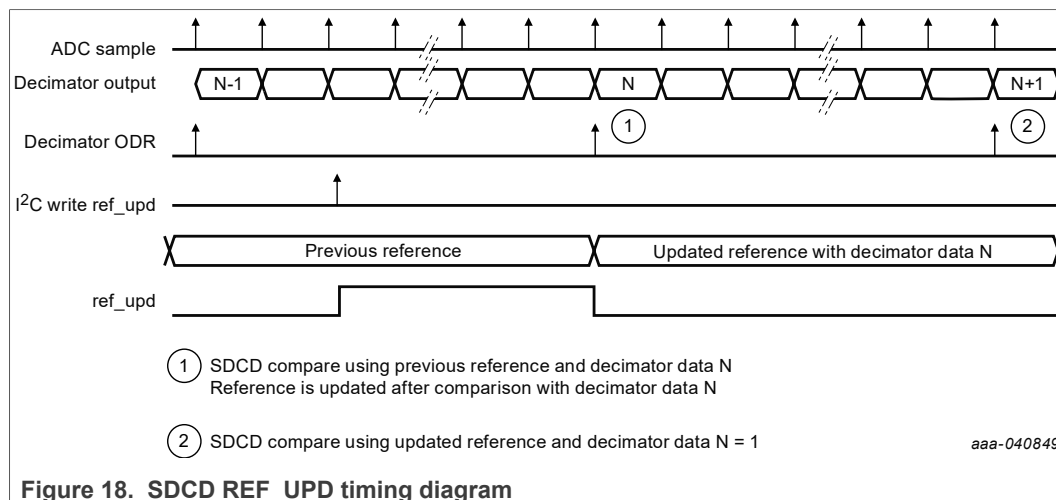 ADC sample
Decimator output
N-1
N
N+1
1
2
Decimator ODR
I2C write ref_upd
Previous reference
Updated reference with decimator data N
ref_upd
1 SDCD compare using previous reference and decimator data N
Reference is updated after comparison with decimator data N
2 SDCD compare using updated reference and decimator data N = 1
aaa-040849
Figure 18. SDCD REF UPD timing diagram